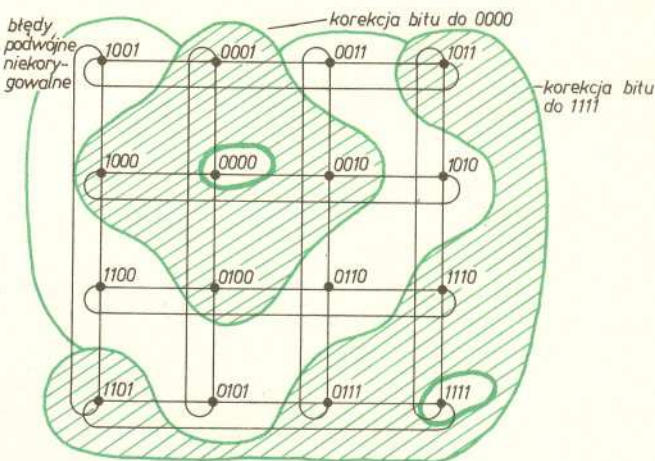 błędy
podwójne
niekory-
gowalne
korekcja bitu do 0000
korekcja bitu
do 1111
1001 0001 0011 1011
1000 0000 0010 1010
1100 0100 0110 1110
1101 0101 0111 1111